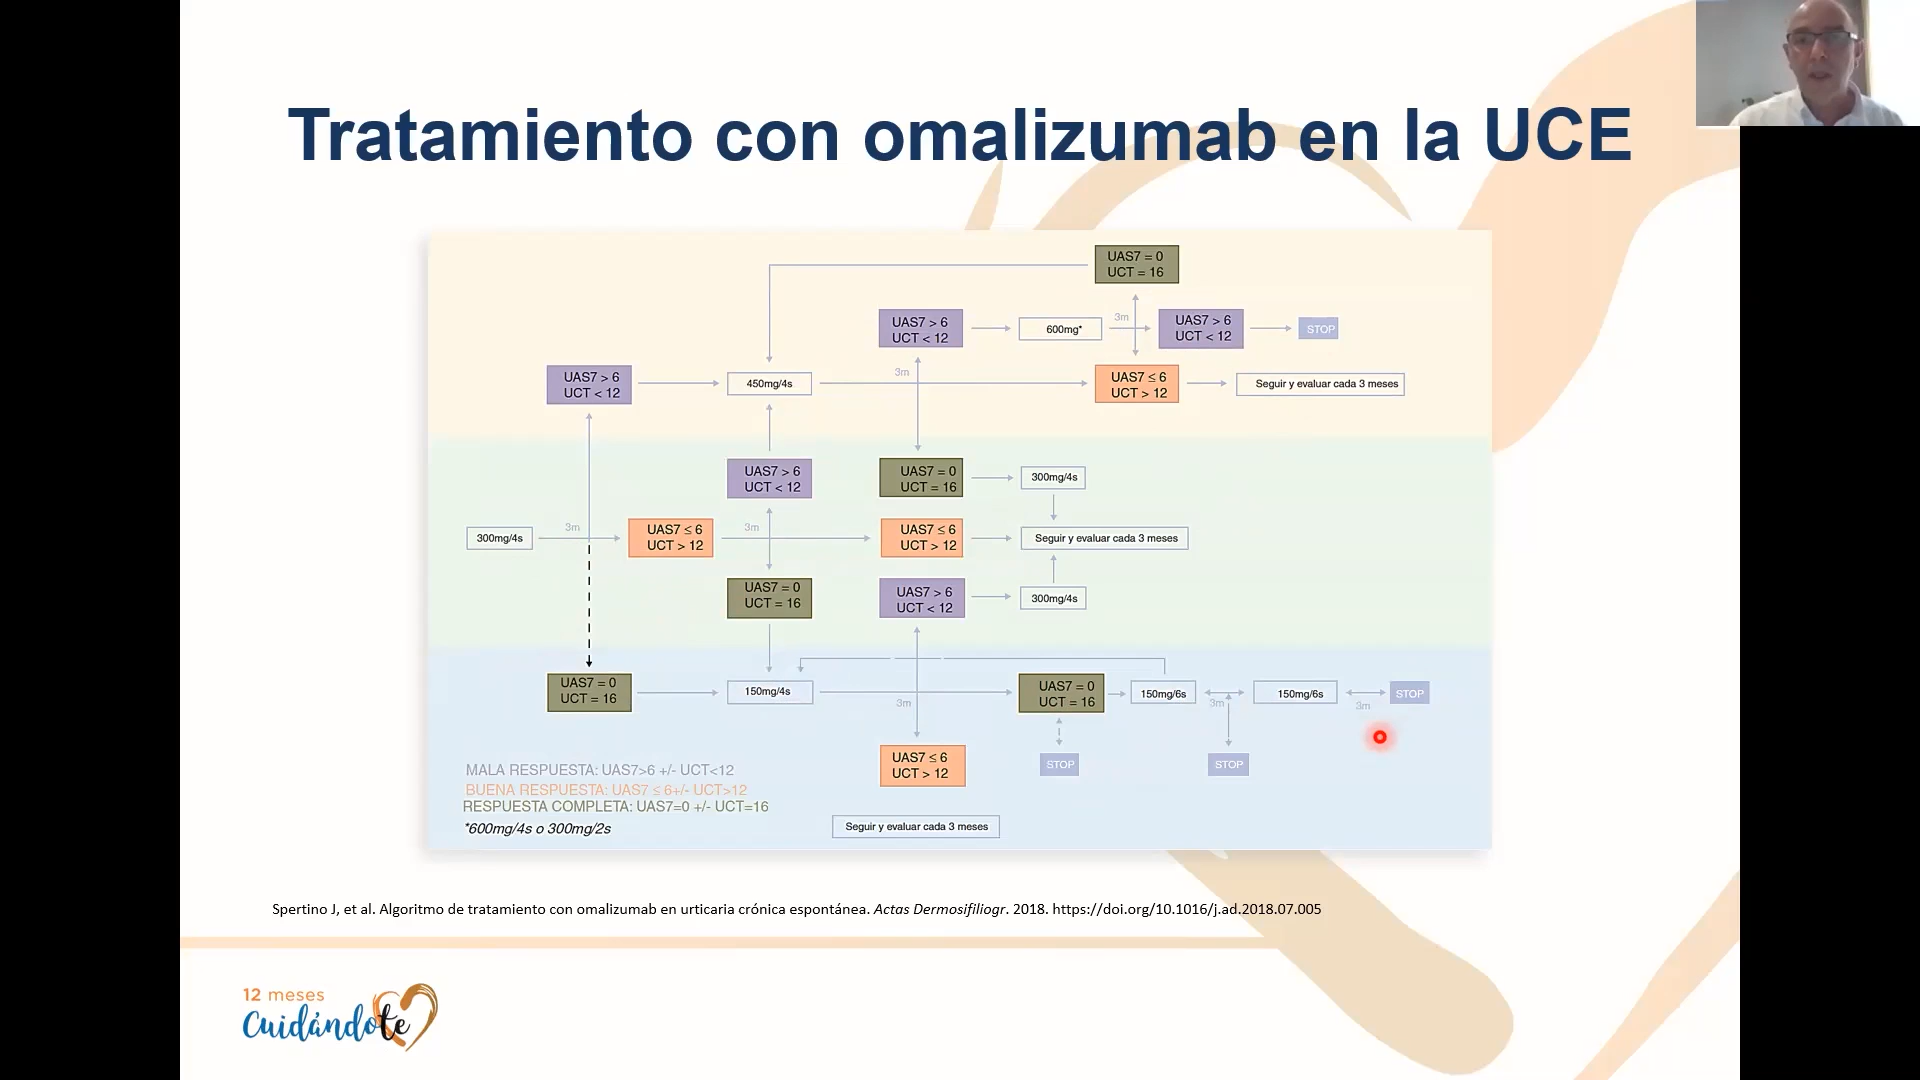 Tratamiento con omalizumab en la UCE
UAS7 = 0
UCT = 16
UAS7 > 6
UCT < 12
600mg*
3m
UAS7 > 6
UCT < 12
STOP
UAS7 > 6
UCT < 12
450mg/4s
3m
UAS7 ≤ 6
UCT > 12
Seguir y evaluar cada 3 meses
UAS7 > 6
UCT < 12
UAS7 = 0
UCT = 16
300mg/4s
300mg/4s
3m
UAS7 ≤ 6
UCT > 12
3m
UAS7 ≤ 6
UCT > 12
Seguir y evaluar cada 3 meses
UAS7 = 0
UCT = 16
UAS7 > 6
UCT < 12
300mg/4s
UAS7 = 0
UCT = 16
150mg/4s
3m
UAS7 = 0
UCT = 16
150mg/6s
3m
150mg/6s
3m
STOP
UAS7 ≤ 6
UCT > 12
STOP
STOP
MALA RESPUESTA: UAS7>6 +/- UCT<12
BUENA RESPUESTA: UAS7 ≤ 6+/- UCT>12
RESPUESTA COMPLETA: UAS7=0 +/- UCT=16
*600mg/4s o 300mg/2s
Seguir y evaluar cada 3 meses
Spertino J, et al. Algoritmo de tratamiento con omalizumab en urticaria crónica espontánea. Actas Dermosifiliogr. 2018. https://doi.org/10.1016/j.ad.2018.07.005
12 meses
Cuidándote